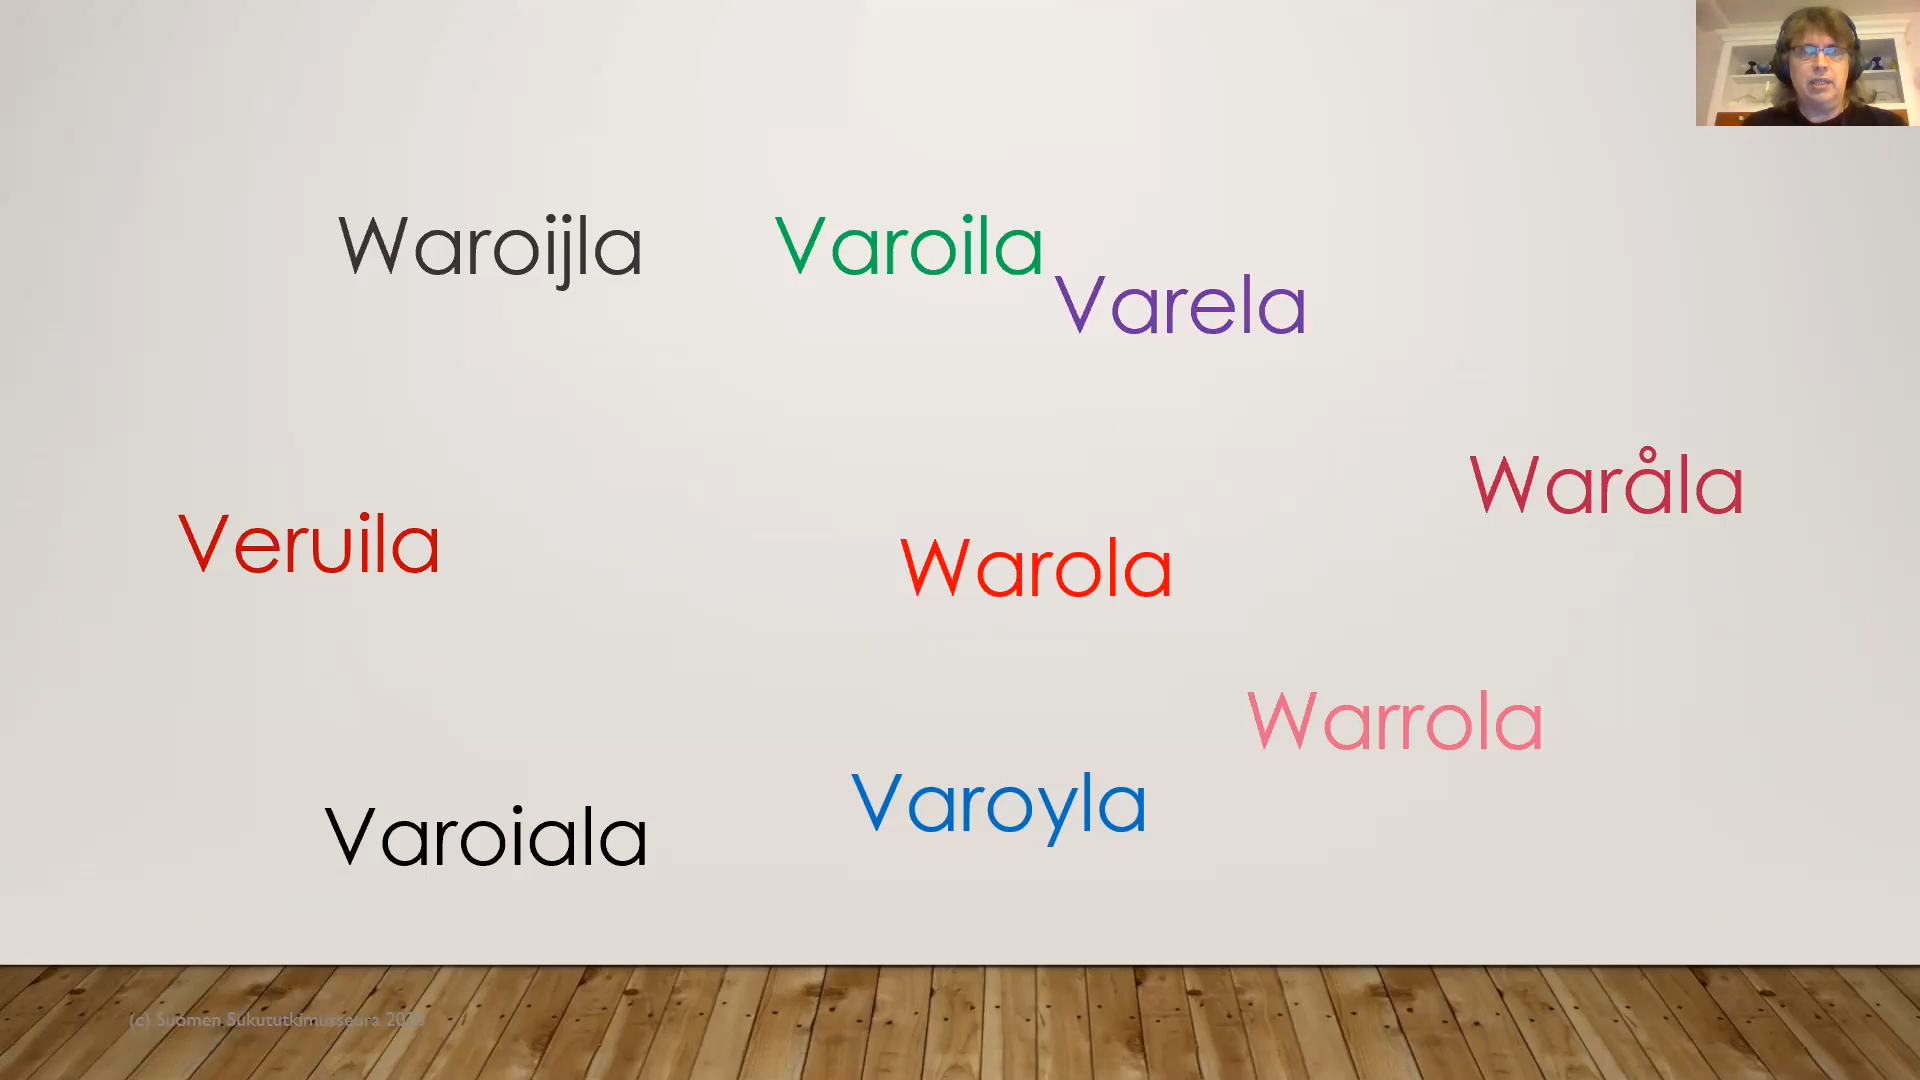 Waroijla
Varoila
Varela
Waråla
Veruila
Warola
Warrola
Varoyla
Varoiala
(c) Suomen Sukututkimusseura